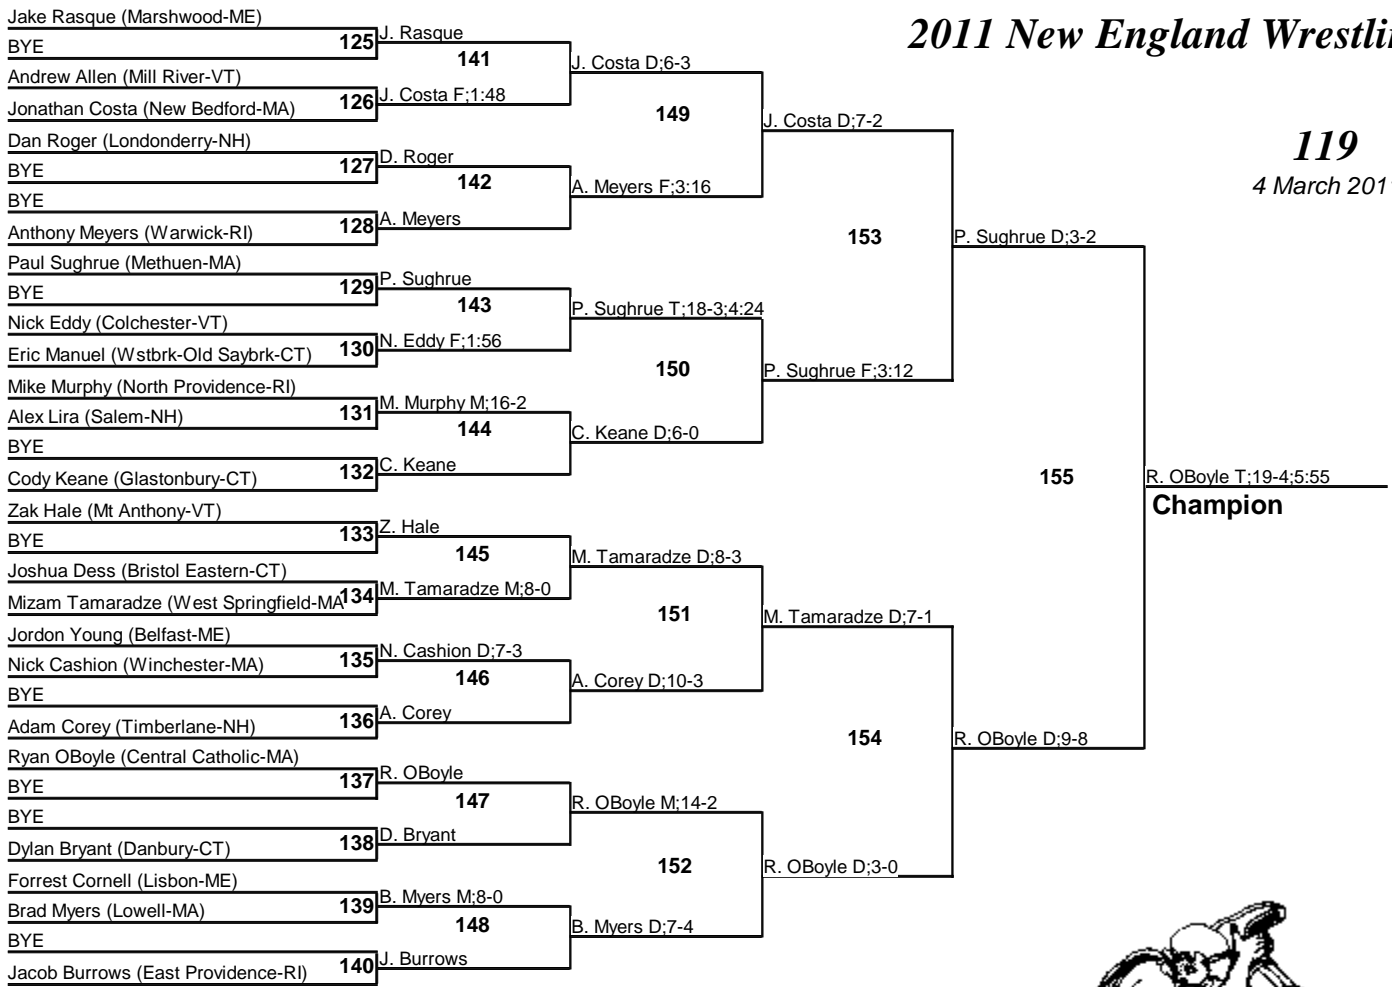 2011 New England Wrestlin
119
4 March 201
Jake Rasque (Marshwood-ME)
BYE
Andrew Allen (Mill River-VT)
Jonathan Costa (New Bedford-MA)
Dan Roger (Londonderry-NH)
BYE
BYE
Anthony Meyers (Warwick-RI)
Paul Sughrue (Methuen-MA)
BYE
Nick Eddy (Colchester-VT)
Eric Manuel (Wstbrk-Old Saybrk-CT)
Mike Murphy (North Providence-RI)
Alex Lira (Salem-NH)
BYE
Cody Keane (Glastonbury-CT)
Zak Hale (Mt Anthony-VT)
BYE
Joshua Dess (Bristol Eastern-CT)
Mizam Tamaradze (West Springfield-MA
Jordon Young (Belfast-ME)
Nick Cashion (Winchester-MA)
BYE
Adam Corey (Timberlane-NH)
Ryan OBoyle (Central Catholic-MA)
BYE
BYE
Dylan Bryant (Danbury-CT)
Forrest Cornell (Lisbon-ME)
Brad Myers (Lowell-MA)
BYE
Jacob Burrows (East Providence-RI)
125 J. Rasque
141
126 J. Costa F;1:48
127 D. Roger
142
128 A. Meyers
129 P. Sughrue
143
130 N. Eddy F;1:56
131 M. Murphy M;16-2
144
132 C. Keane
133 Z. Hale
145
134 M. Tamaradze M;8-0
135 N. Cashion D;7-3
146
136 A. Corey
137 R. OBoyle
147
138 D. Bryant
139 B. Myers M;8-0
148
140 J. Burrows
J. Costa D;6-3
149
A. Meyers F;3:16
P. Sughrue T;18-3;4:24
150
C. Keane D;6-0
M. Tamaradze D;8-3
151
A. Corey D;10-3
R. OBoyle M;14-2
152
B. Myers D;7-4
J. Costa D;7-2
153
P. Sughrue F;3:12
M. Tamaradze D;7-1
154
R. OBoyle D;3-0
P. Sughrue D;3-2
155
R. OBoyle D;9-8
R. OBoyle T;19-4;5:55
Champion